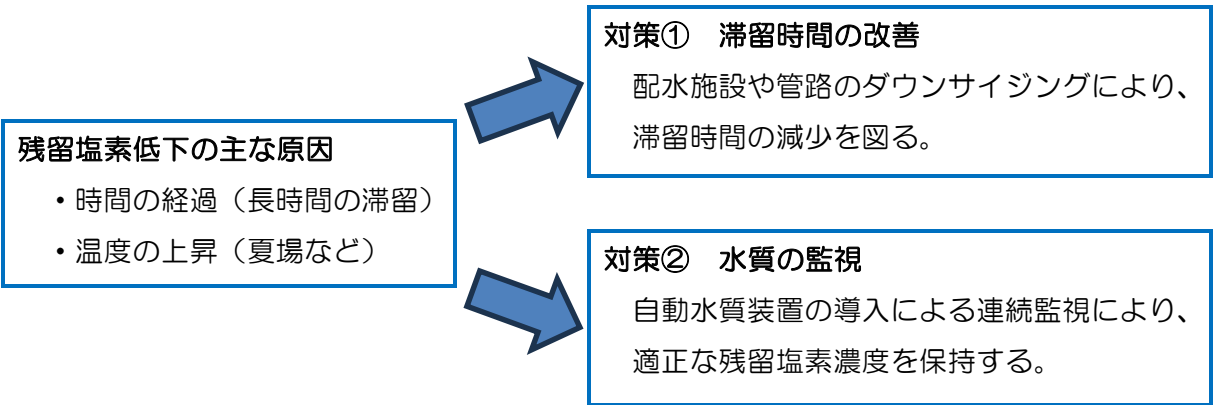 残留塩素低下の主な原因
・時間の経過（長時間の滞留）
・温度の上昇（夏場など）
対策①　滞留時間の改善
配水施設や管路のダウンサイジングにより、
滞留時間の減少を図る。
対策②　水質の監視
自動水質装置の導入による連続監視により、
適正な残留塩素濃度を保持する。